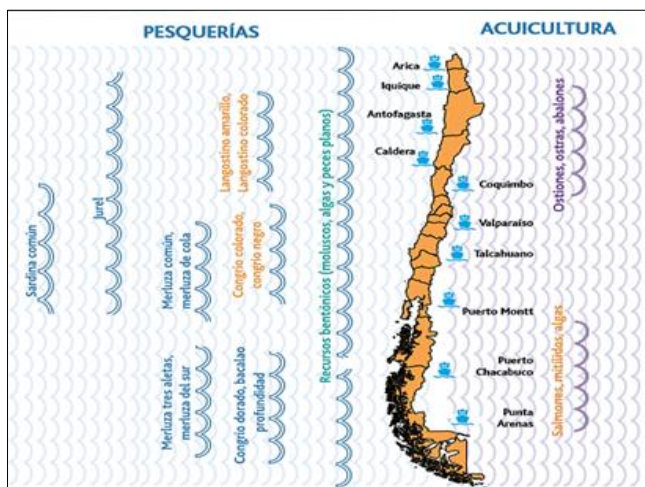 PESQUERÍAS
ACUICULTURA
Sardina común
Jurel
Merluza común,
merluza de cola
Langostino amarillo,
Langostino colorado
Congrio colorado,
congrio negro
Merluza tres aletas,
merluza del sur
Congrio dorado, bacalao
profundidad
Recursos bentónicos (moluscos, algas y peces planos)
Arica
Iquique
Antofagasta
Caldera
Coquimbo
Valparaíso
Talcahuano
Puerto Montt
Puerto
Chacabuco
Punta
Arenas
Ostiones, ostras, abalones
Salmones, mitílidos, algas